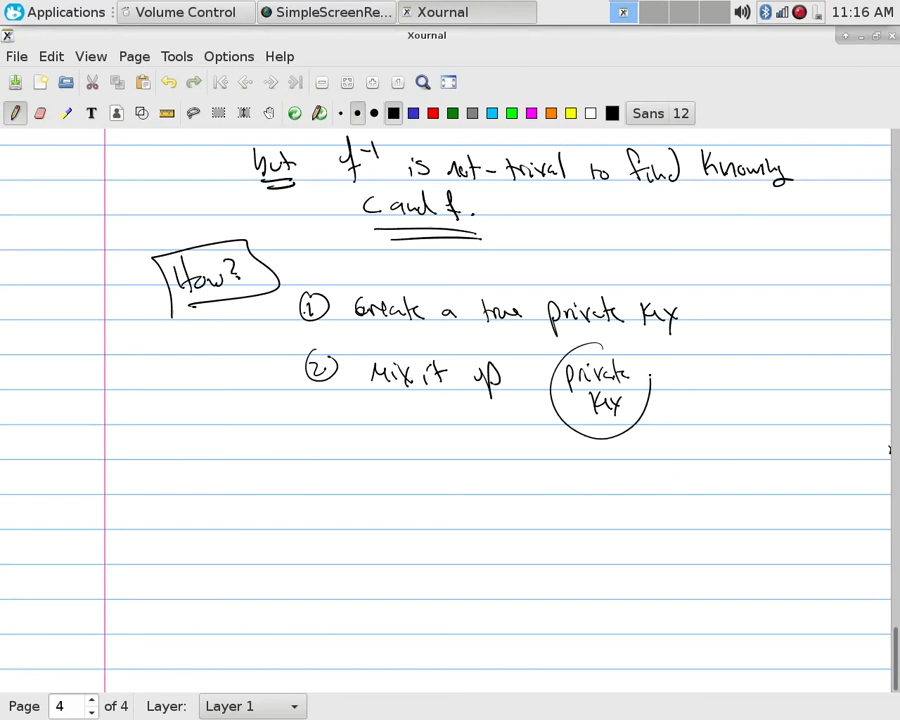 Applications Volume Control SimpleScreenRe... Xournal 11:16 AM
Xournal
File Edit View Page Tools Options Help
Sans 12
but f⁻¹ is not-trival to find knowing
C and f.
How?
① Create a true private key
② Mix it up private
key
Page 4 of 4 Layer: Layer 1